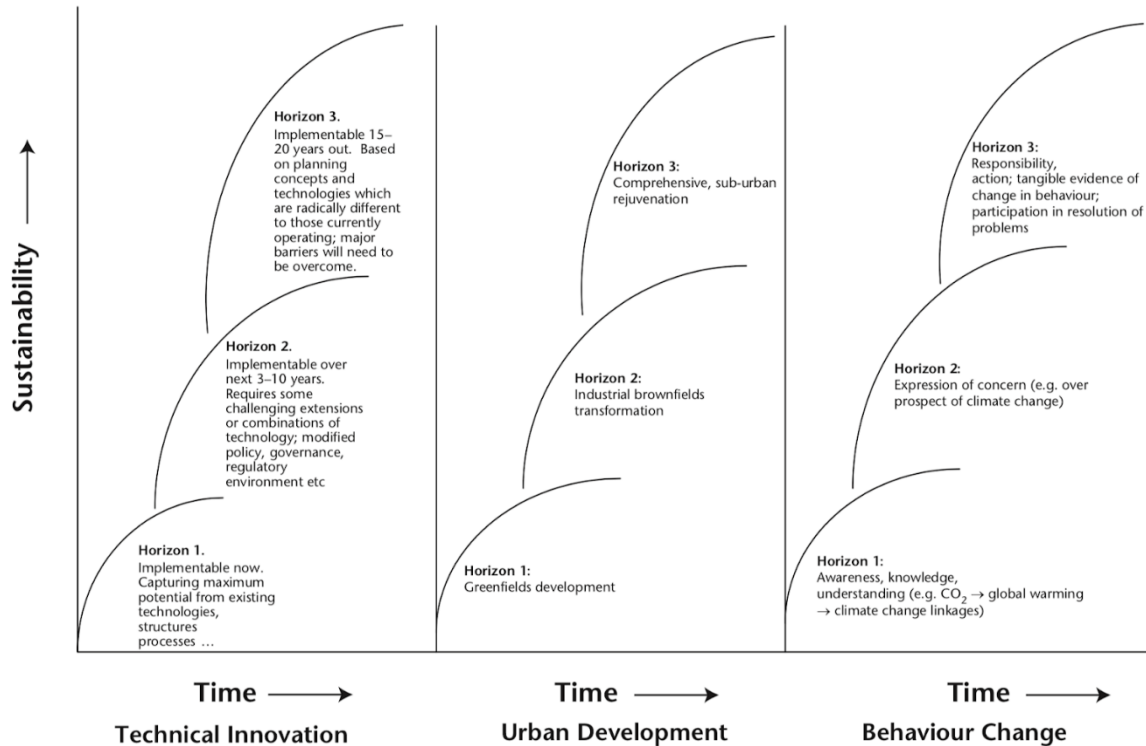 Sustainability
Horizon 3.
Implementable 15–
20 years out.  Based
on planning
concepts and
technologies which
are radically different
to those currently
operating; major
barriers will need to
be overcome.
Horizon 2.
Implementable over
next 3–10 years.
Requires some
challenging extensions
or combinations of
technology; modified
policy, governance,
regulatory
environment etc
Horizon 1.
Implementable now.
Capturing maximum
potential from existing
technologies,
structures
processes ...
Time
Technical Innovation
Horizon 3:
Comprehensive, sub-urban
rejuvenation
Horizon 2:
Industrial brownfields
transformation
Horizon 1:
Greenfields development
Time
Urban Development
Horizon 3:
Responsibility,
action; tangible evidence of
change in behaviour;
participation in resolution of
problems
Horizon 2:
Expression of concern (e.g. over
prospect of climate change)
Horizon 1:
Awareness, knowledge,
understanding (e.g. CO₂ → global warming
→ climate change linkages)
Time
Behaviour Change